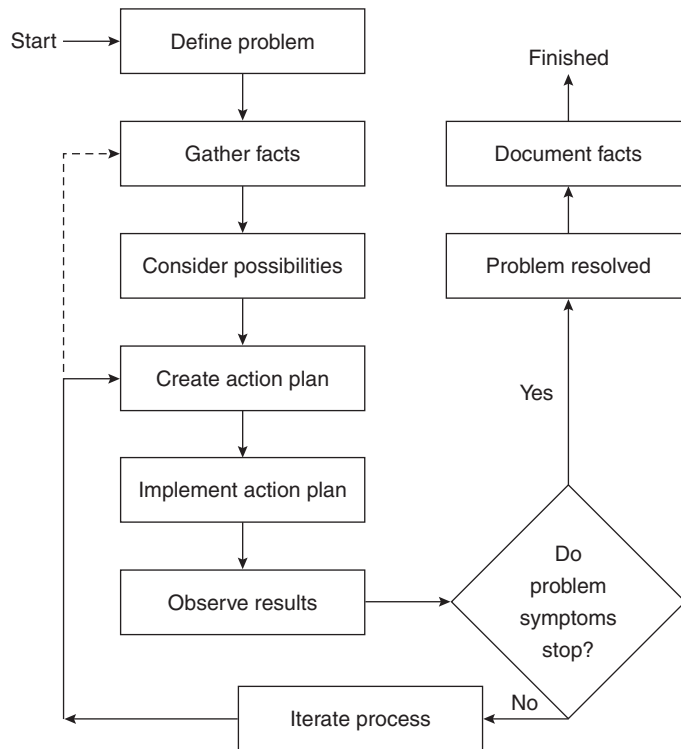 Start
Define problem
Gather facts
Consider possibilities
Create action plan
Implement action plan
Observe results
Do
problem
symptoms
stop?
No
Iterate process
Yes
Problem resolved
Document facts
Finished